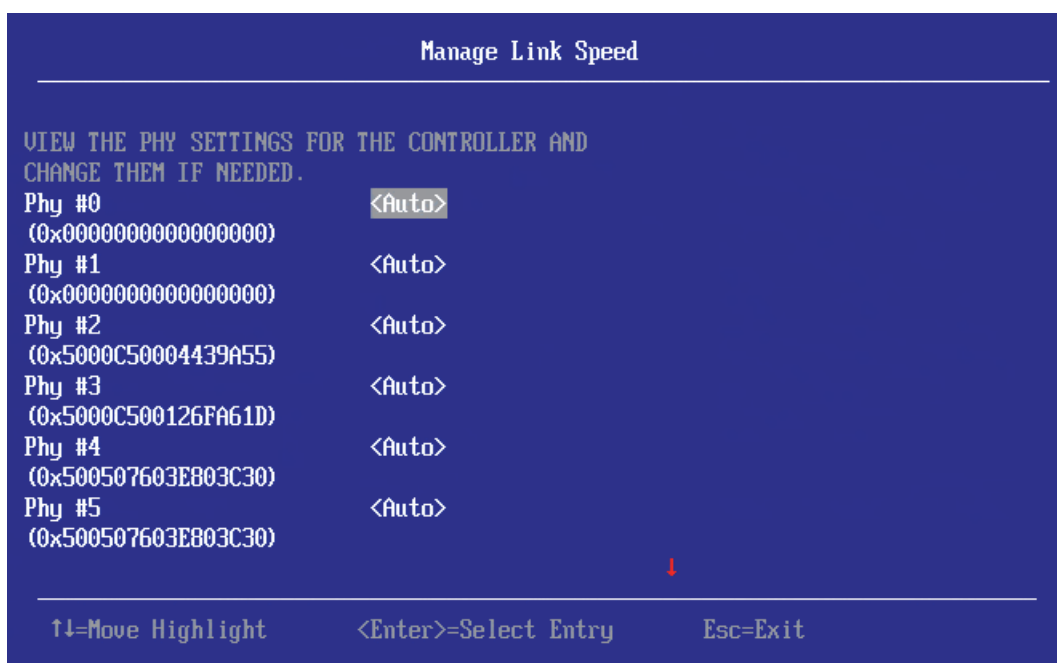 Manage Link Speed
VIEW THE PHY SETTINGS FOR THE CONTROLLER AND
CHANGE THEM IF NEEDED.
Phy #0 <Auto>
(0x0000000000000000)
Phy #1 <Auto>
(0x0000000000000000)
Phy #2 <Auto>
(0x5000C50004439A55)
Phy #3 <Auto>
(0x5000C500126FA61D)
Phy #4 <Auto>
(0x500507603E803C30)
Phy #5 <Auto>
(0x500507603E803C30)
↓
↑↓=Move Highlight <Enter>=Select Entry Esc=Exit